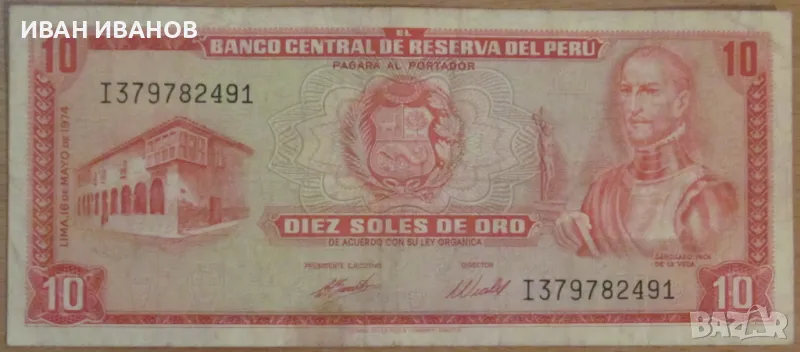 ИВАН ИВАНОВ
EL
10 BANCO CENTRAL DE RESERVA DEL PERU 10
PAGARA AL PORTADOR
I379782491
LIMA, 16 DE MAYO DE 1974
DIEZ SOLES DE ORO
DE ACUERDO CON SU LEY ORGANICA
GARCILASO INCA
DE LA VEGA
PRESIDENTE EJECUTIVO DIRECTOR
I379782491
10 10
BAZAR